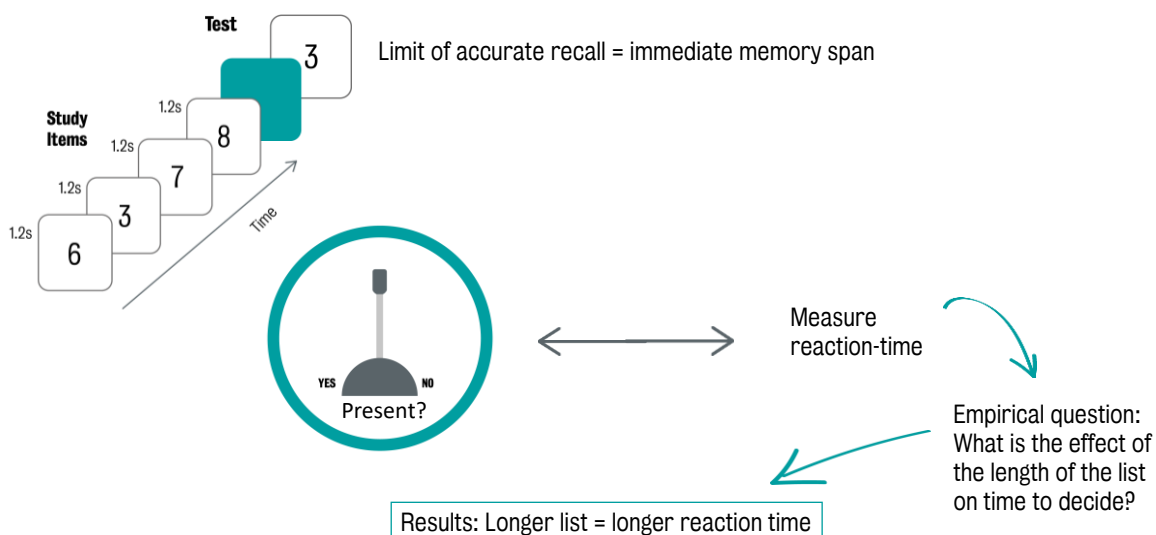 Test
3
Limit of accurate recall = immediate memory span
Study
Items
1.2s
8
1.2s
7
1.2s
3
1.2s
6
Time
YES
NO
Present?
Measure
reaction-time
Empirical question:
What is the effect of
the length of the list
on time to decide?
Results: Longer list = longer reaction time